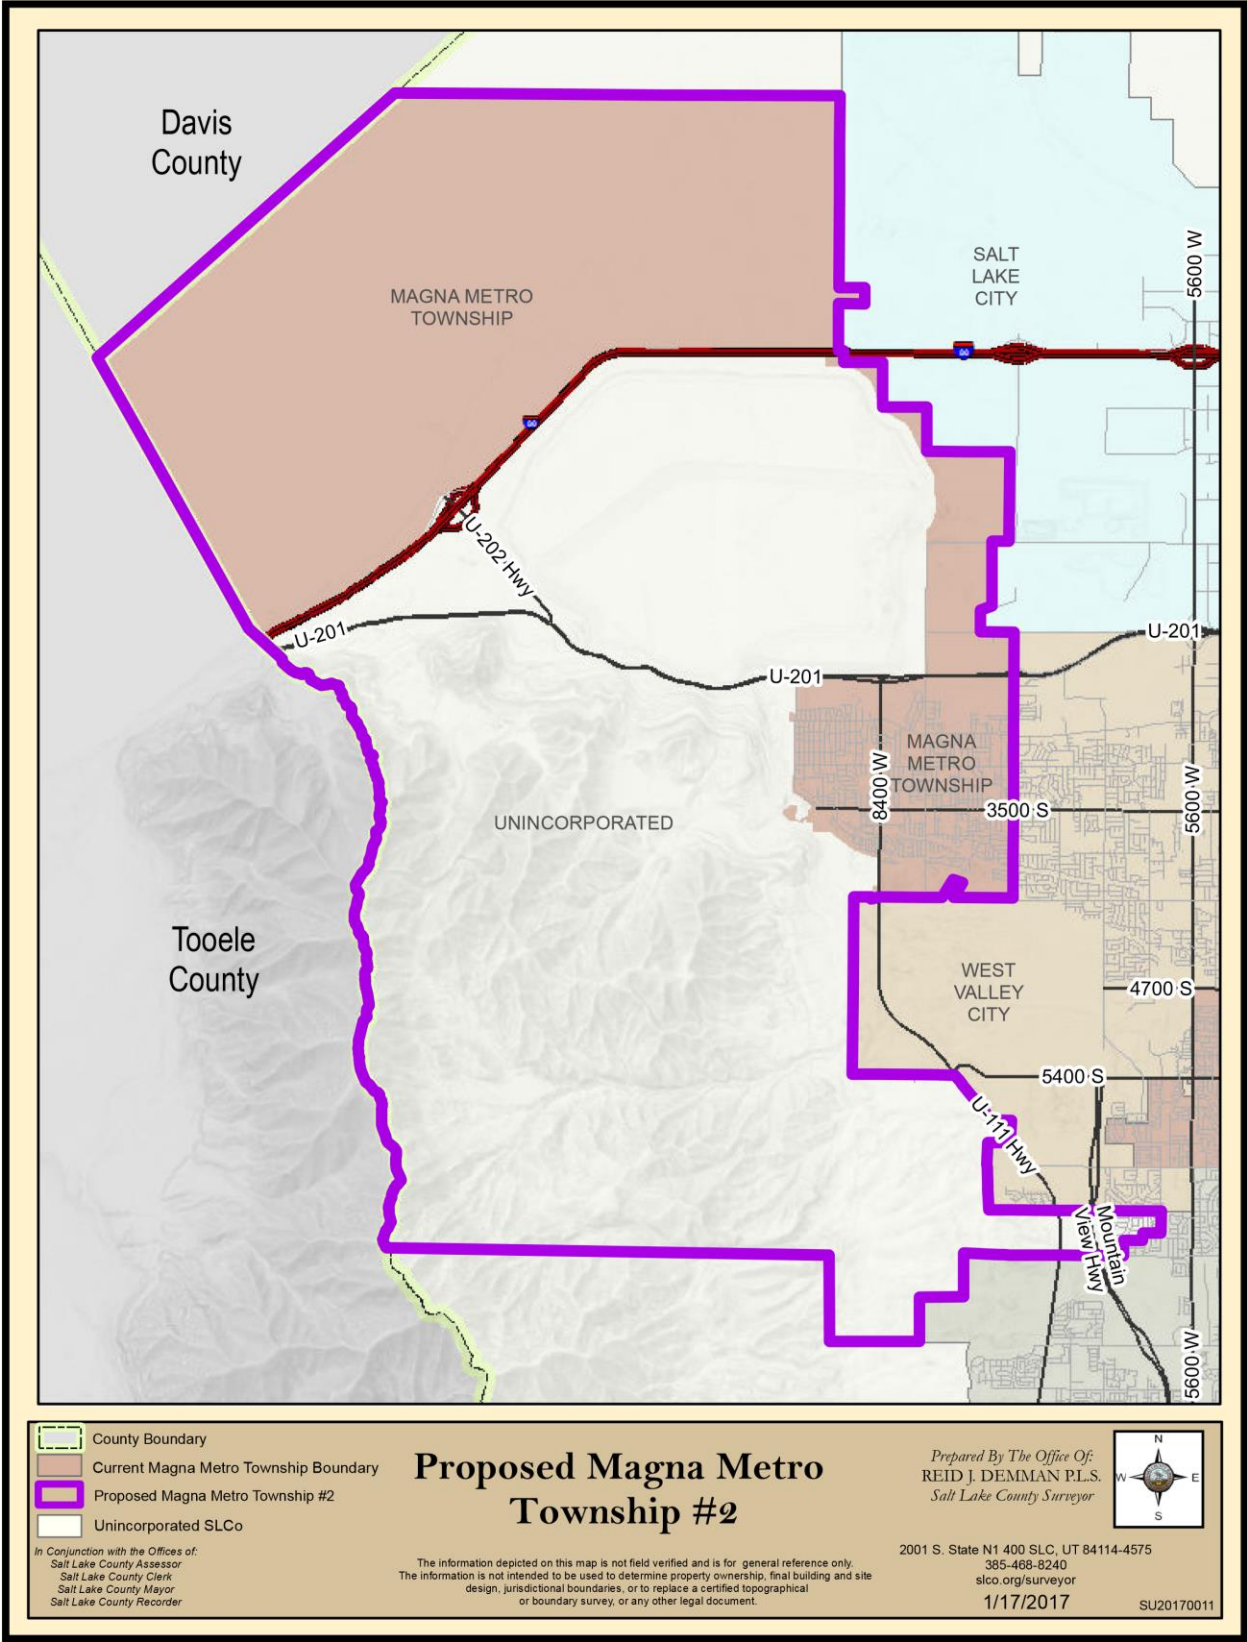 Davis
County
SALT
LAKE
CITY
5600 W
MAGNA METRO
TOWNSHIP
80
80
U-202 Hwy
U-201
U-201
U-201
MAGNA
METRO
TOWNSHIP
8400 W
5600 W
3500 S
UNINCORPORATED
Tooele
County
WEST
VALLEY
CITY
4700 S
5400 S
U-111 Hwy
Mountain
View Hwy
5600 W
County Boundary
Current Magna Metro Township Boundary
Proposed Magna Metro Township #2
Unincorporated SLCo
In Conjunction with the Offices of:
Salt Lake County Assessor
Salt Lake County Clerk
Salt Lake County Mayor
Salt Lake County Recorder
Proposed Magna Metro
Township #2
The information depicted on this map is not field verified and is for general reference only.
The information is not intended to be used to determine property ownership, final building and site
design, jurisdictional boundaries, or to replace a certified topographical
or boundary survey, or any other legal document.
Prepared By The Office Of:
REID J. DEMMAN P.L.S.
Salt Lake County Surveyor
N
W
E
S
2001 S. State N1 400 SLC, UT 84114-4575
385-468-8240
slco.org/surveyor
1/17/2017
SU20170011